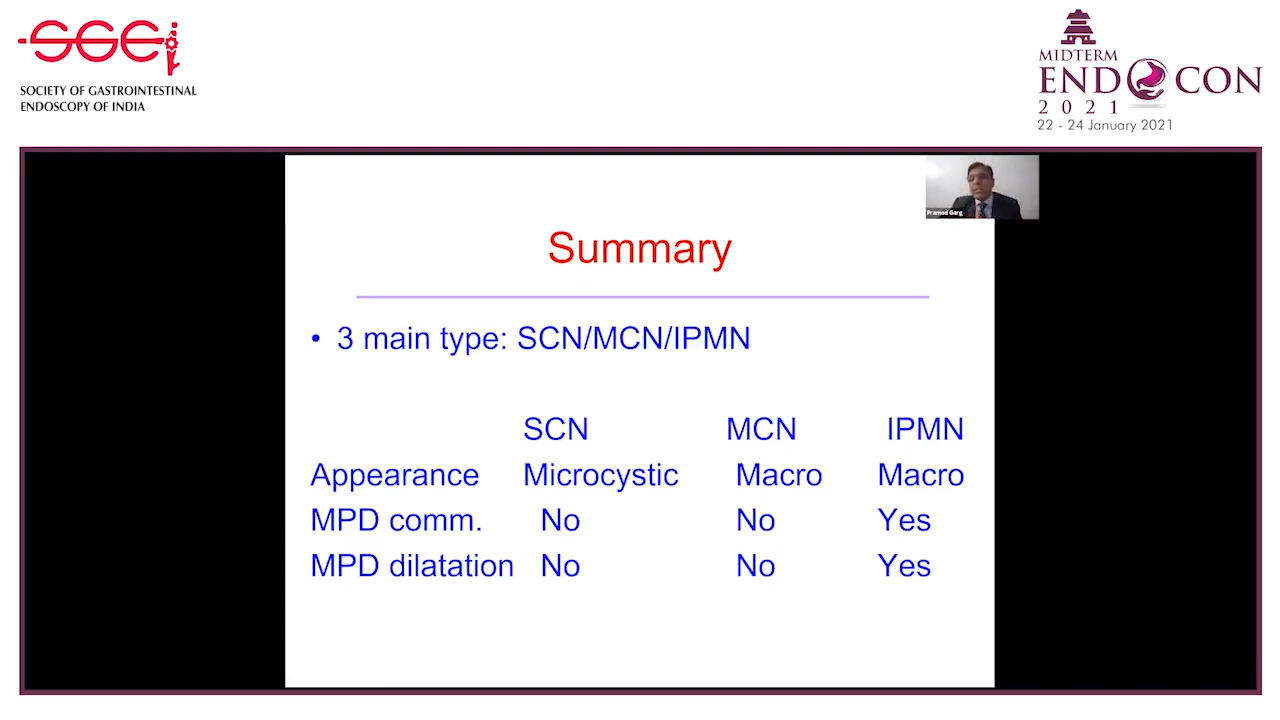 SGEi
SOCIETY OF GASTROINTESTINAL
ENDOSCOPY OF INDIA
MIDTERM
ENDOCON
2021
22 - 24 January 2021
Pramod Garg
Summary
• 3 main type: SCN/MCN/IPMN
SCN MCN IPMN
Appearance Microcystic Macro Macro
MPD comm. No No Yes
MPD dilatation No No Yes